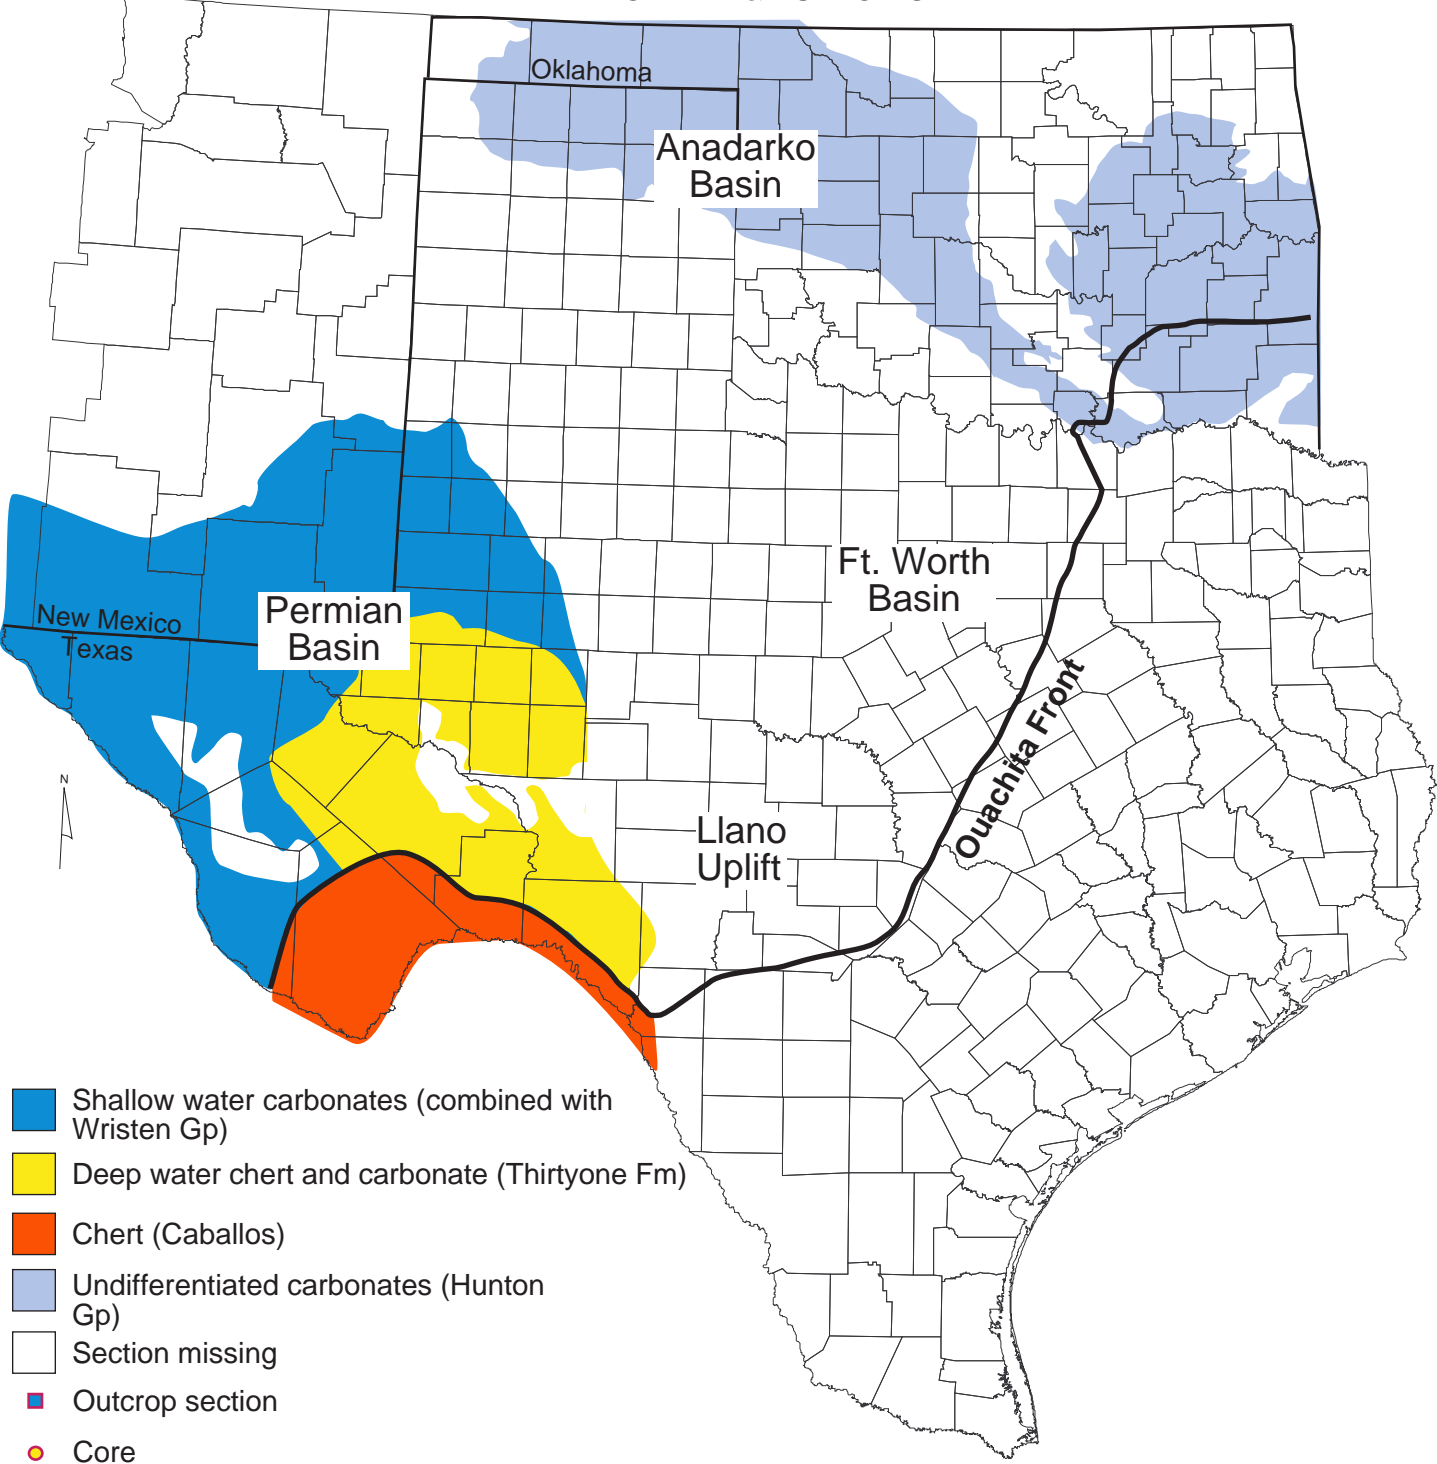 Oklahoma
Anadarko
Basin
Ft. Worth
Basin
New Mexico
Texas
Permian
Basin
Ouachita Front
Llano
Uplift
N
Shallow water carbonates (combined with
Wristen Gp)
Deep water chert and carbonate (Thirtyone Fm)
Chert (Caballos)
Undifferentiated carbonates (Hunton
Gp)
Section missing
Outcrop section
Core